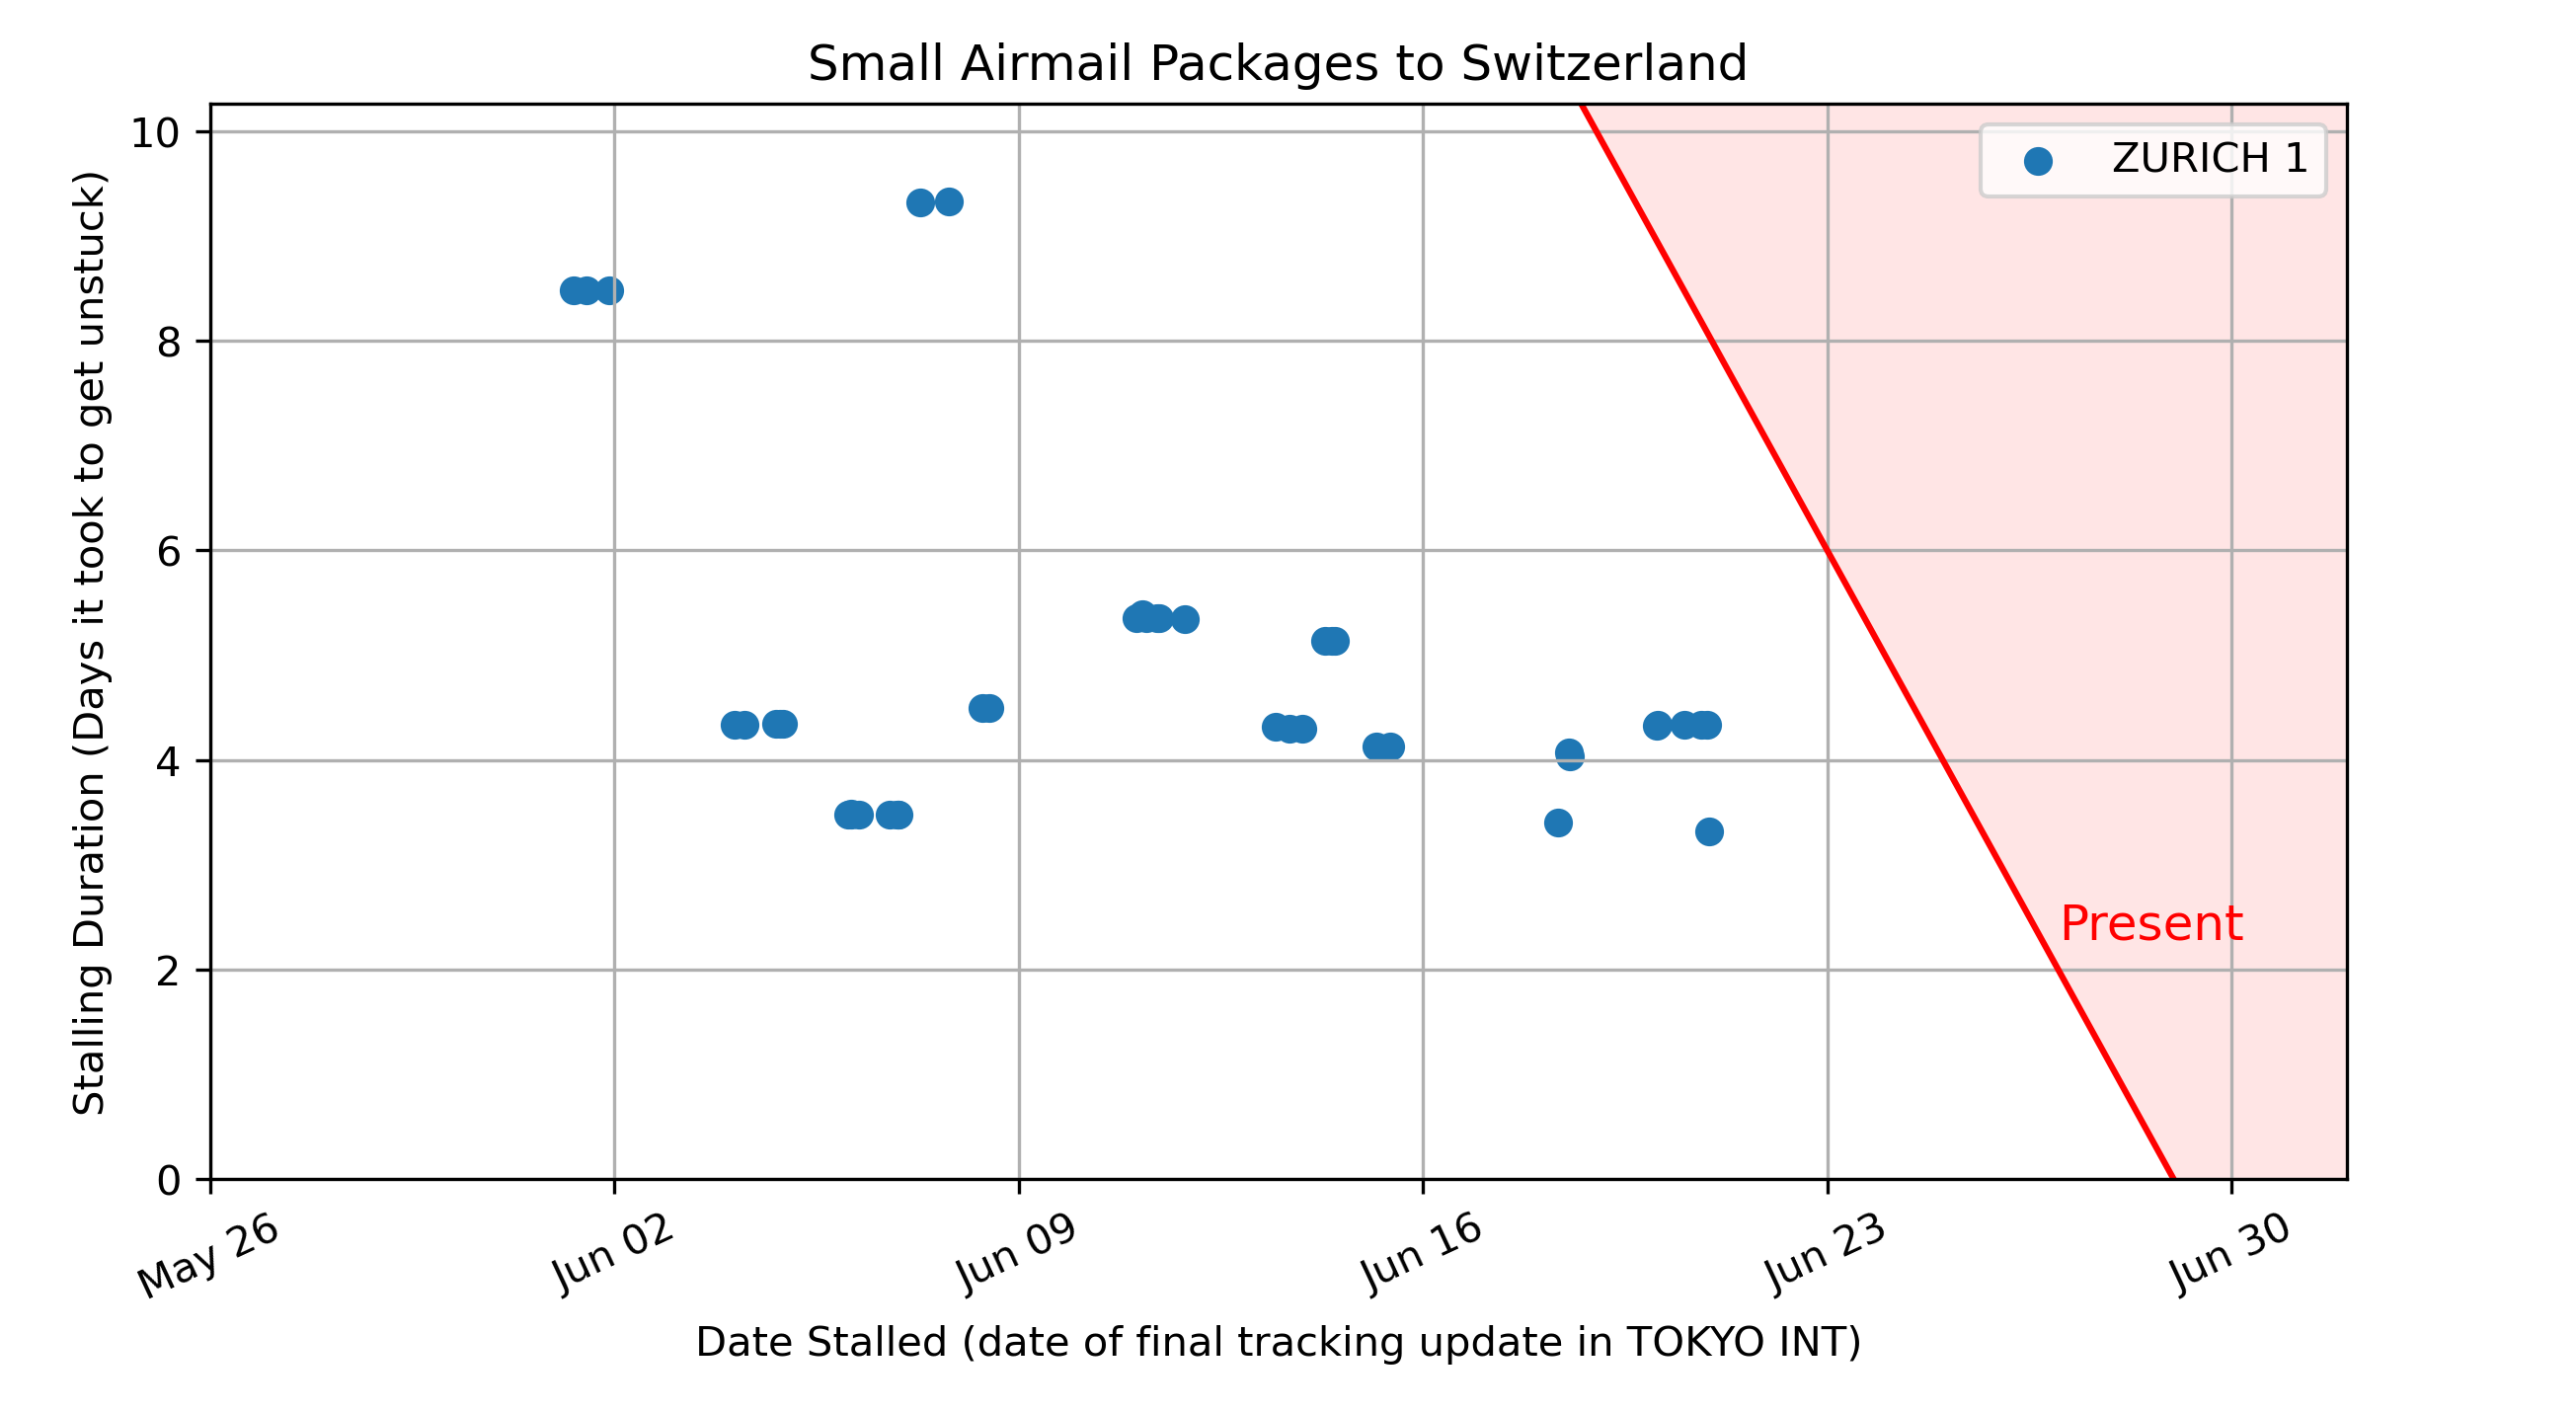 Small Airmail Packages to Switzerland
ZURICH 1
Present
Stalling Duration (Days it took to get unstuck)
10
8
6
4
2
0
May 26
Jun 02
Jun 09
Jun 16
Jun 23
Jun 30
Date Stalled (date of final tracking update in TOKYO INT)